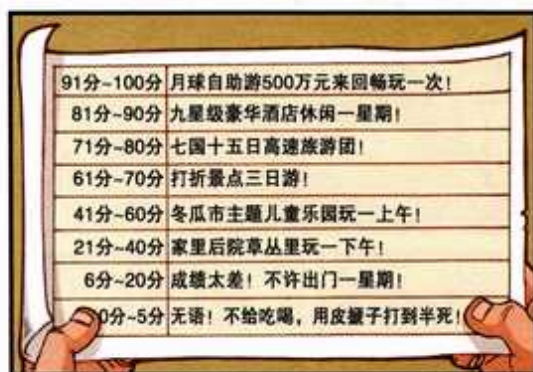 91分~100分 月球自助游500万元来回畅玩一次！
81分~90分 九星级豪华酒店休闲一星期！
71分~80分 七国十五日高速旅游团！
61分~70分 打折景点三日游！
41分~60分 冬瓜市主题儿童乐园玩一上午！
21分~40分 家里后院草丛里玩一下午！
6分~20分 成绩太差！不许出门一星期！
0分~5分 无语！不给吃喝，用皮搋子打到半死！